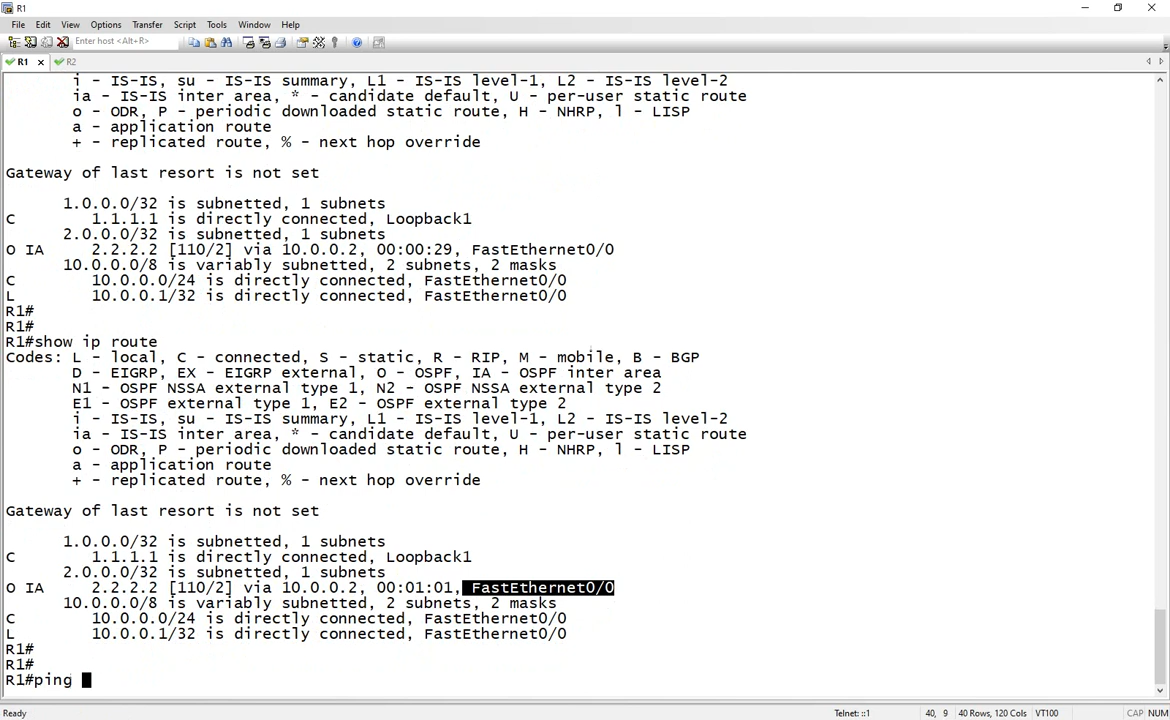 R1
File Edit View Options Transfer Script Tools Window Help
Enter host <Alt+R>
R1 R2
i - IS-IS, su - IS-IS summary, L1 - IS-IS level-1, L2 - IS-IS level-2
ia - IS-IS inter area, * - candidate default, U - per-user static route
o - ODR, P - periodic downloaded static route, H - NHRP, l - LISP
a - application route
+ - replicated route, % - next hop override
Gateway of last resort is not set
1.0.0.0/32 is subnetted, 1 subnets
C 1.1.1.1 is directly connected, Loopback1
2.0.0.0/32 is subnetted, 1 subnets
O IA 2.2.2.2 [110/2] via 10.0.0.2, 00:00:29, FastEthernet0/0
10.0.0.0/8 is variably subnetted, 2 subnets, 2 masks
C 10.0.0.0/24 is directly connected, FastEthernet0/0
L 10.0.0.1/32 is directly connected, FastEthernet0/0
R1#
R1#
R1#show ip route
Codes: L - local, C - connected, S - static, R - RIP, M - mobile, B - BGP
D - EIGRP, EX - EIGRP external, O - OSPF, IA - OSPF inter area
N1 - OSPF NSSA external type 1, N2 - OSPF NSSA external type 2
E1 - OSPF external type 1, E2 - OSPF external type 2
i - IS-IS, su - IS-IS summary, L1 - IS-IS level-1, L2 - IS-IS level-2
ia - IS-IS inter area, * - candidate default, U - per-user static route
o - ODR, P - periodic downloaded static route, H - NHRP, l - LISP
a - application route
+ - replicated route, % - next hop override
Gateway of last resort is not set
1.0.0.0/32 is subnetted, 1 subnets
C 1.1.1.1 is directly connected, Loopback1
2.0.0.0/32 is subnetted, 1 subnets
O IA 2.2.2.2 [110/2] via 10.0.0.2, 00:01:01, FastEthernet0/0
10.0.0.0/8 is variably subnetted, 2 subnets, 2 masks
C 10.0.0.0/24 is directly connected, FastEthernet0/0
L 10.0.0.1/32 is directly connected, FastEthernet0/0
R1#
R1#
R1#ping
Ready Telnet: ::1 40, 9 40 Rows, 120 Cols VT100 CAP NUM